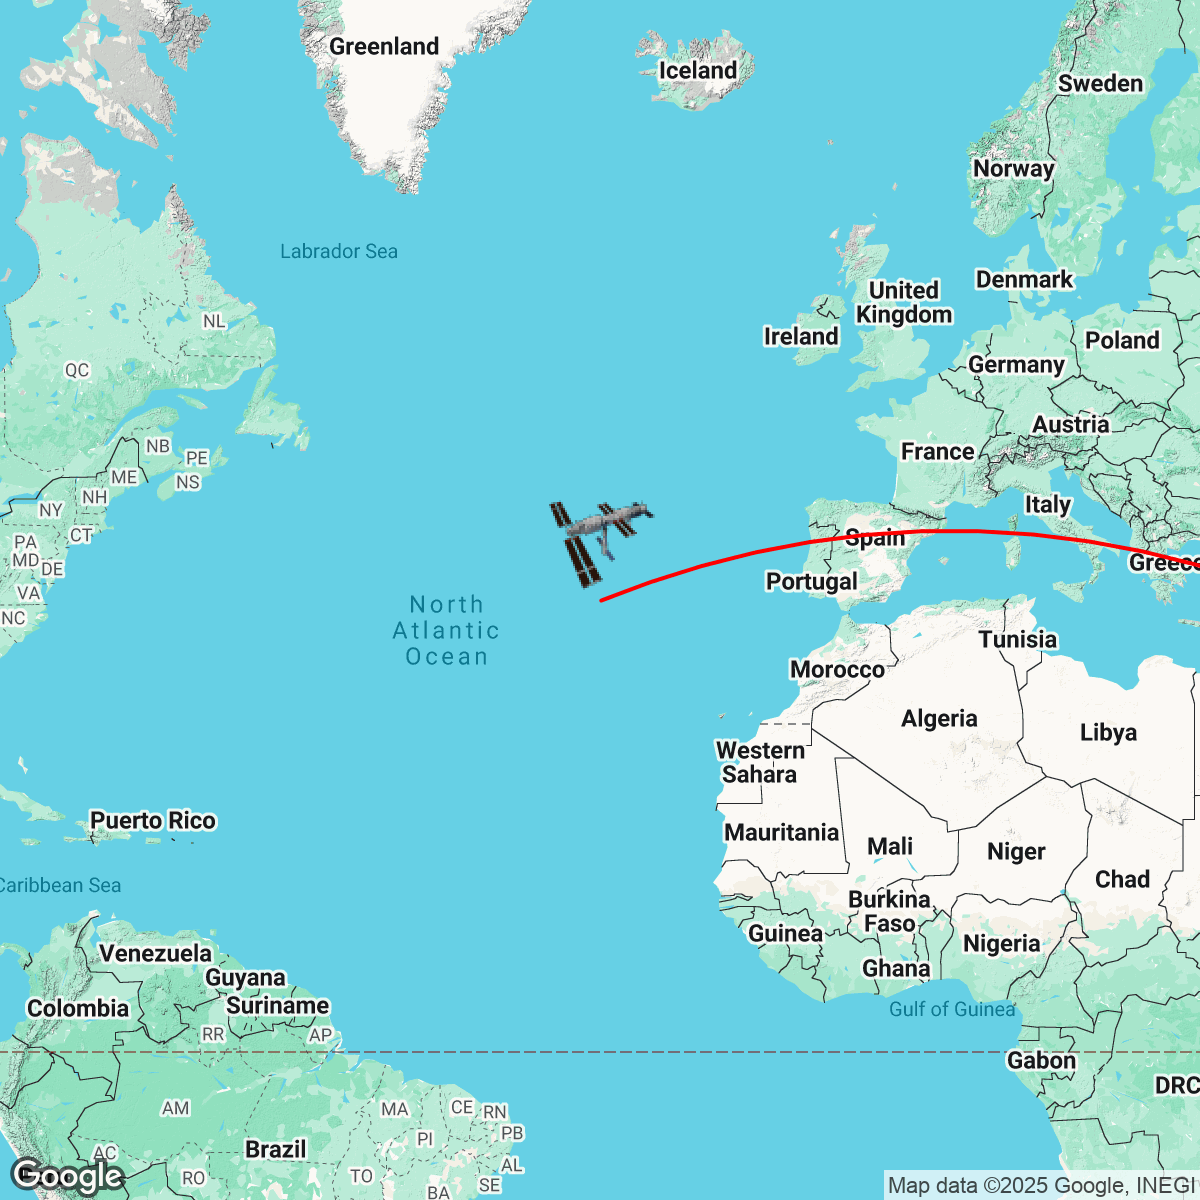 Greenland
Iceland
Sweden
Norway
Labrador Sea
Denmark
United
Kingdom
NL
Ireland
Poland
QC
Germany
Austria
NB
France
PE
ME
NS
NH
Italy
NY
CT
Spain
PA
MD
DE
Greece
Portugal
VA
North
Atlantic
Ocean
NC
Tunisia
Morocco
Algeria
Libya
Western
Sahara
Puerto Rico
Mauritania
Mali
Niger
Chad
Caribbean Sea
Burkina
Faso
Guinea
Nigeria
Venezuela
Ghana
Guyana
Suriname
Colombia
Gulf of Guinea
RR
AP
Gabon
DRC
AM
MA
CE
RN
PI
PB
Brazil
AC
AL
RO
TO
SE
BA
Google
Map data ©2025 Google, INEGI